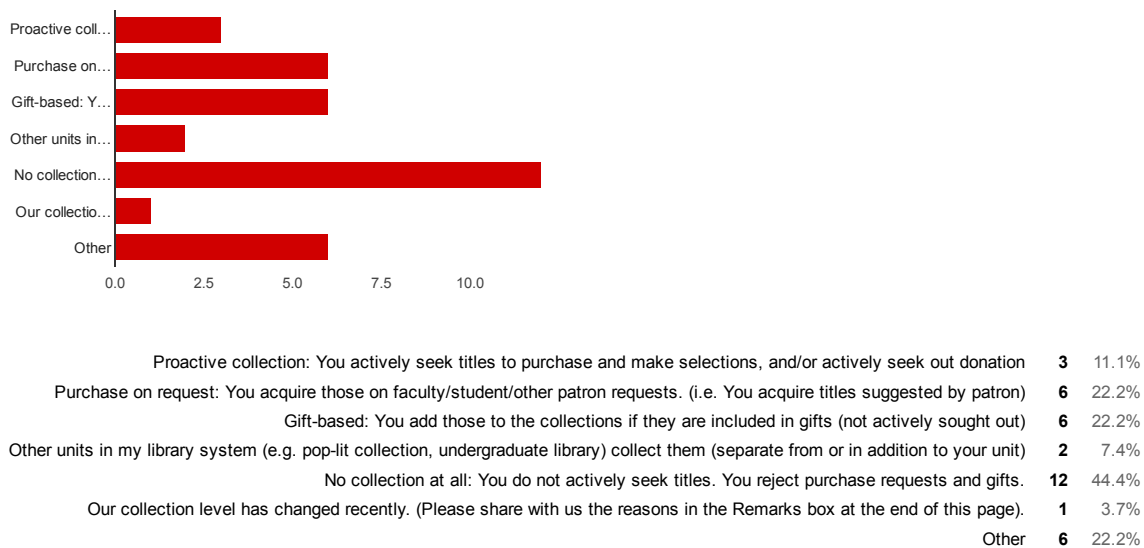 Proactive coll…
Purchase on…
Gift-based: Y…
Other units in…
No collection…
Our collectio…
Other
0.0 2.5 5.0 7.5 10.0
Proactive collection: You actively seek titles to purchase and make selections, and/or actively seek out donation 3 11.1%
Purchase on request: You acquire those on faculty/student/other patron requests. (i.e. You acquire titles suggested by patron) 6 22.2%
Gift-based: You add those to the collections if they are included in gifts (not actively sought out) 6 22.2%
Other units in my library system (e.g. pop-lit collection, undergraduate library) collect them (separate from or in addition to your unit) 2 7.4%
No collection at all: You do not actively seek titles. You reject purchase requests and gifts. 12 44.4%
Our collection level has changed recently. (Please share with us the reasons in the Remarks box at the end of this page). 1 3.7%
Other 6 22.2%